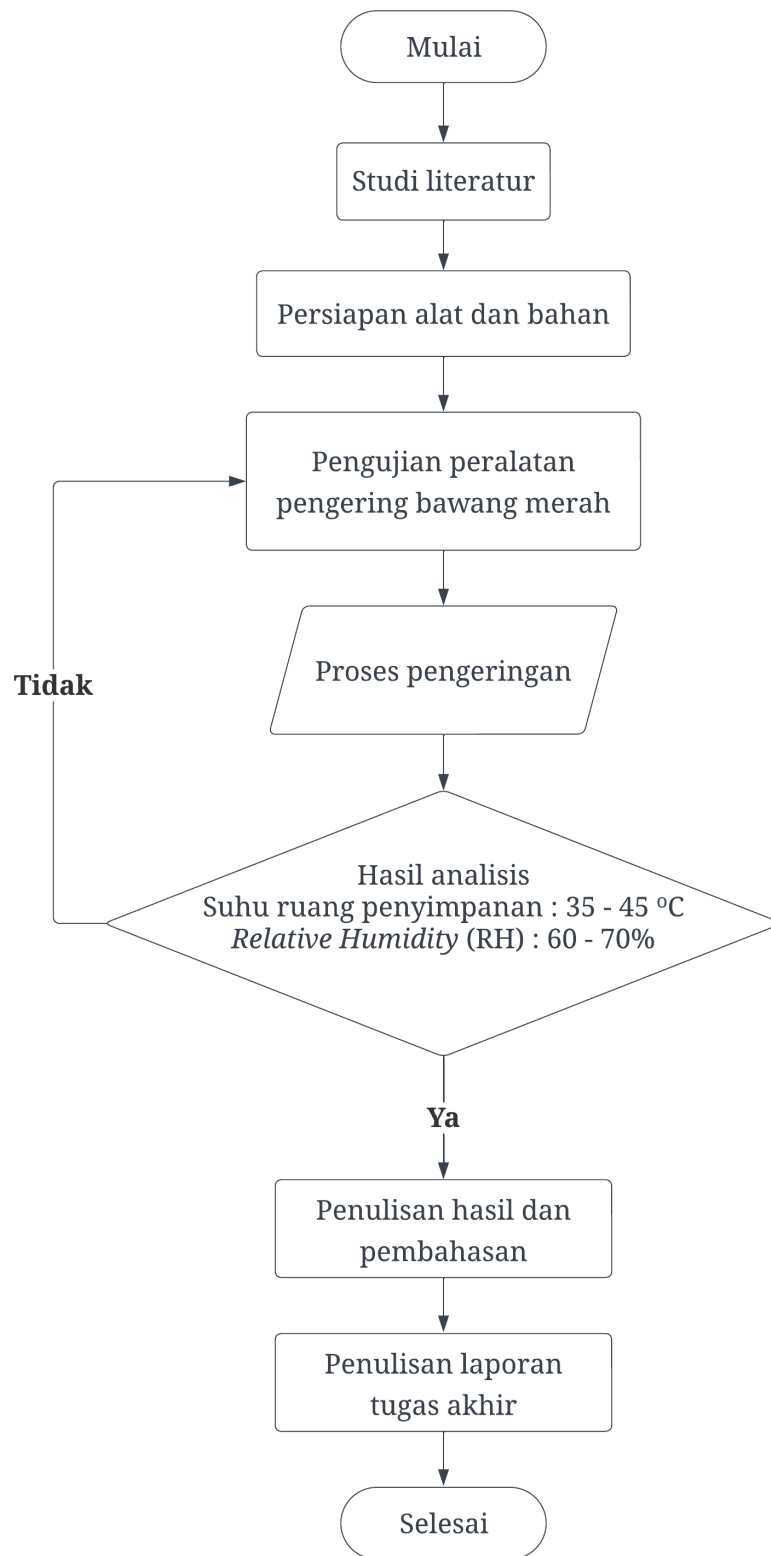 Mulai
Studi literatur
Persiapan alat dan bahan
Pengujian peralatan
pengering bawang merah
Proses pengeringan
Tidak
Hasil analisis
Suhu ruang penyimpanan : 35 - 45 ºC
Relative Humidity (RH) : 60 - 70%
Ya
Penulisan hasil dan
pembahasan
Penulisan laporan
tugas akhir
Selesai